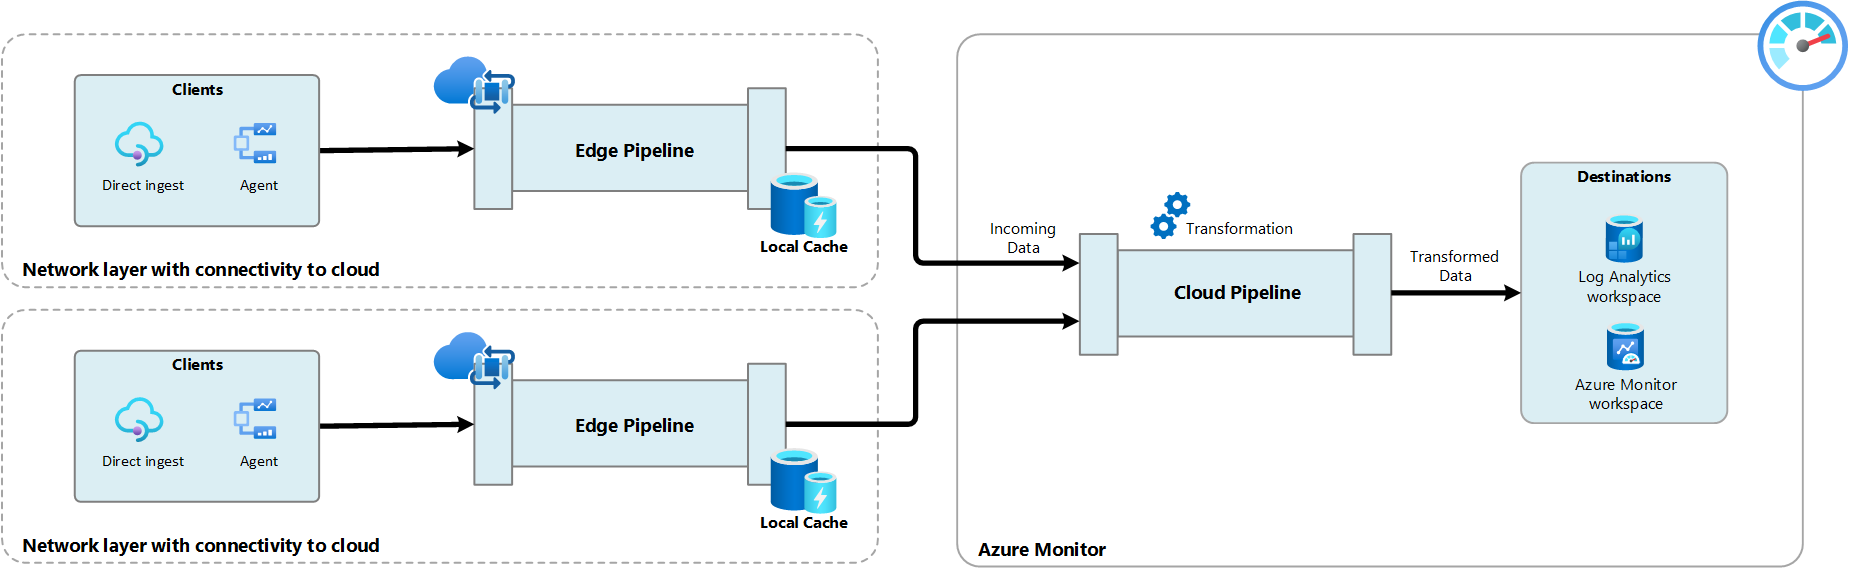 Clients
Direct ingest
Agent
Edge Pipeline
Local Cache
Network layer with connectivity to cloud
Clients
Direct ingest
Agent
Edge Pipeline
Local Cache
Network layer with connectivity to cloud
Incoming
Data
Transformation
Cloud Pipeline
Transformed
Data
Destinations
Log Analytics
workspace
Azure Monitor
workspace
Azure Monitor